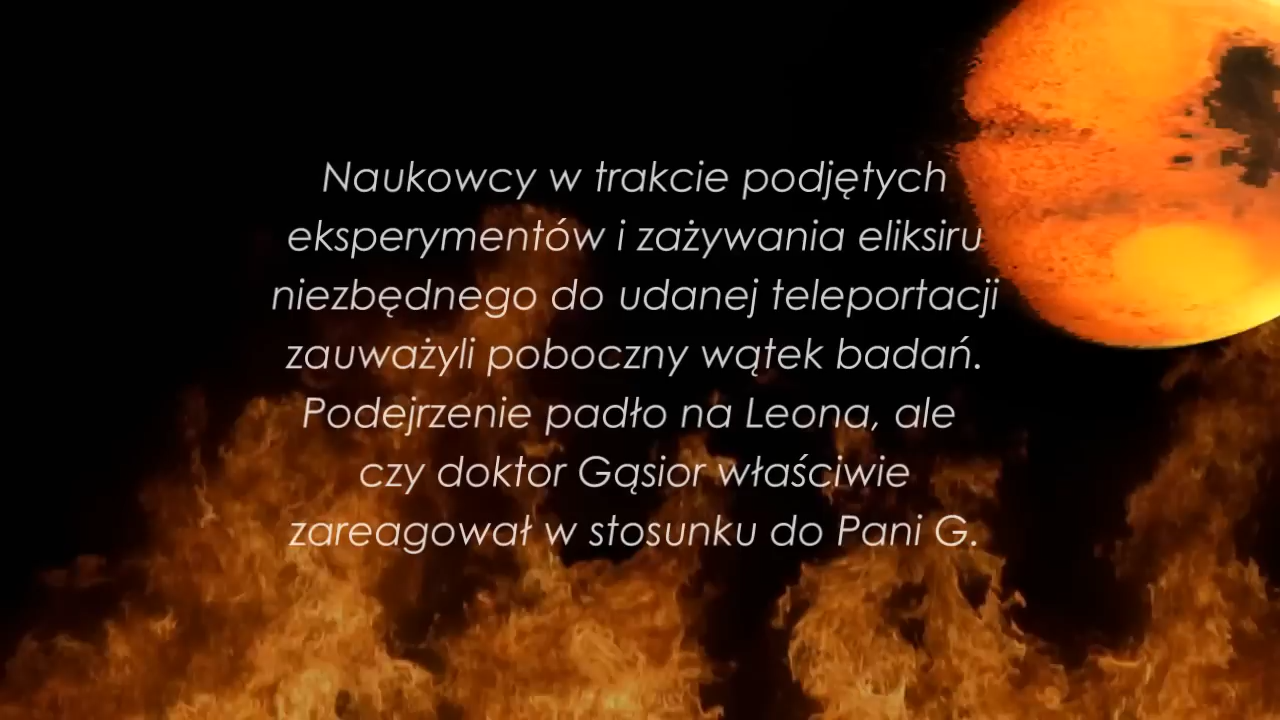 Naukowcy w trakcie podjętych
eksperymentów i zażywania eliksiru
niezbędnego do udanej teleportacji
zauważyli poboczny wątek badań.
Podejrzenie padło na Leona, ale
czy doktor Gąsior właściwie
zareagował w stosunku do Pani G.